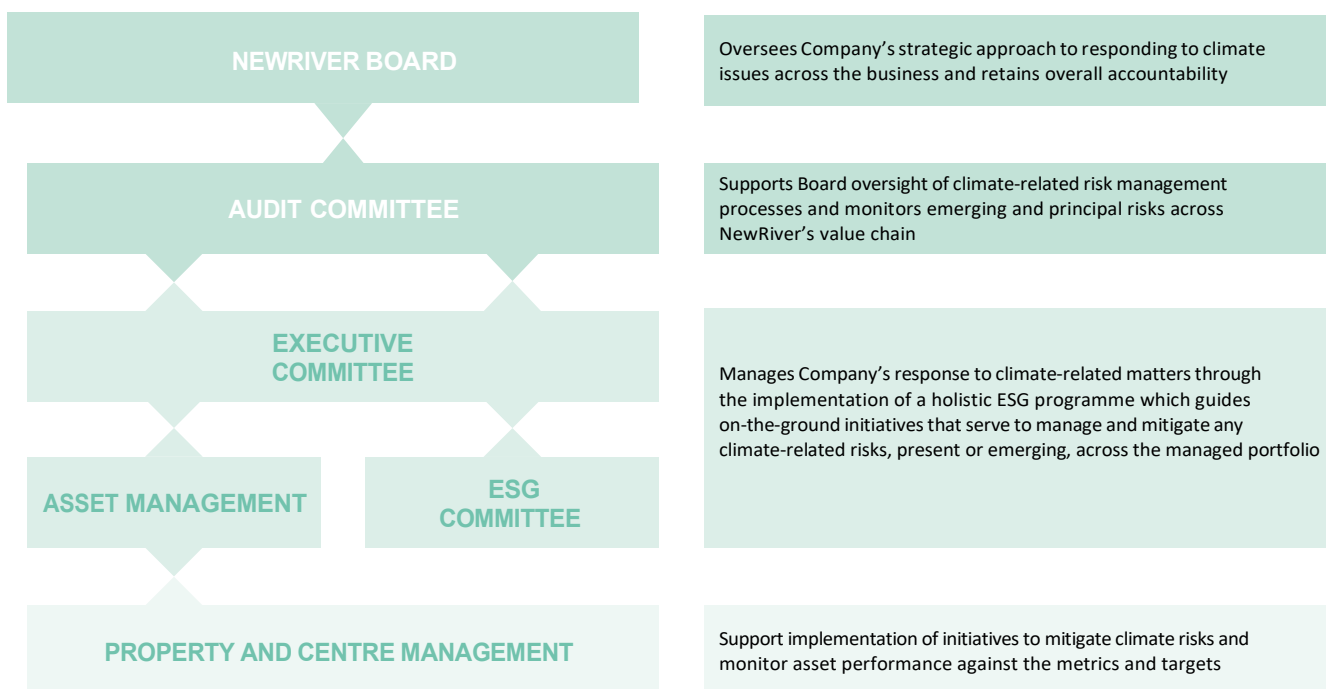 NEWRIVER BOARD
Oversees Company's strategic approach to responding to climate
issues across the business and retains overall accountability
AUDIT COMMITTEE
Supports Board oversight of climate-related risk management
processes and monitors emerging and principal risks across
NewRiver's value chain
EXECUTIVE
COMMITTEE
ASSET MANAGEMENT
ESG
COMMITTEE
Manages Company's response to climate-related matters through
the implementation of a holistic ESG programme which guides
on-the-ground initiatives that serve to manage and mitigate any
climate-related risks, present or emerging, across the managed portfolio
PROPERTY AND CENTRE MANAGEMENT
Support implementation of initiatives to mitigate climate risks and
monitor asset performance against the metrics and targets